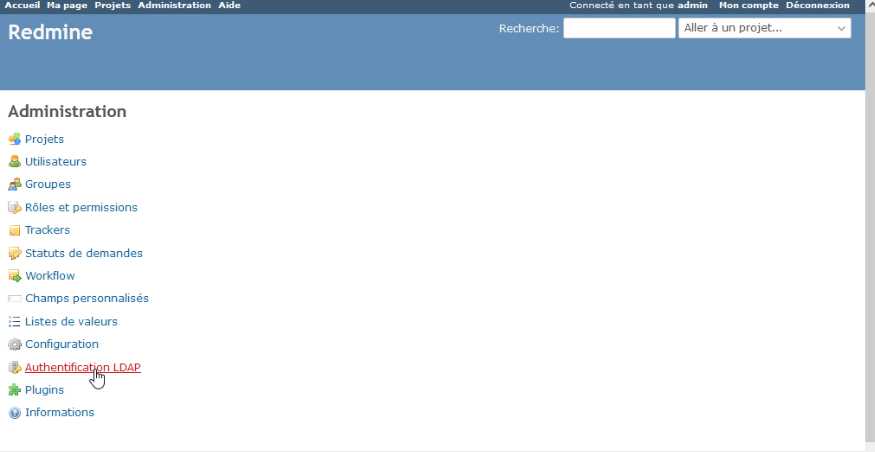 Accueil Ma page Projets Administration Aide Connecté en tant que admin Mon compte Déconnexion
Redmine Recherche: Aller à un projet...
Administration
Projets
Utilisateurs
Groupes
Rôles et permissions
Trackers
Statuts de demandes
Workflow
Champs personnalisés
Listes de valeurs
Configuration
Authentification LDAP
Plugins
Informations